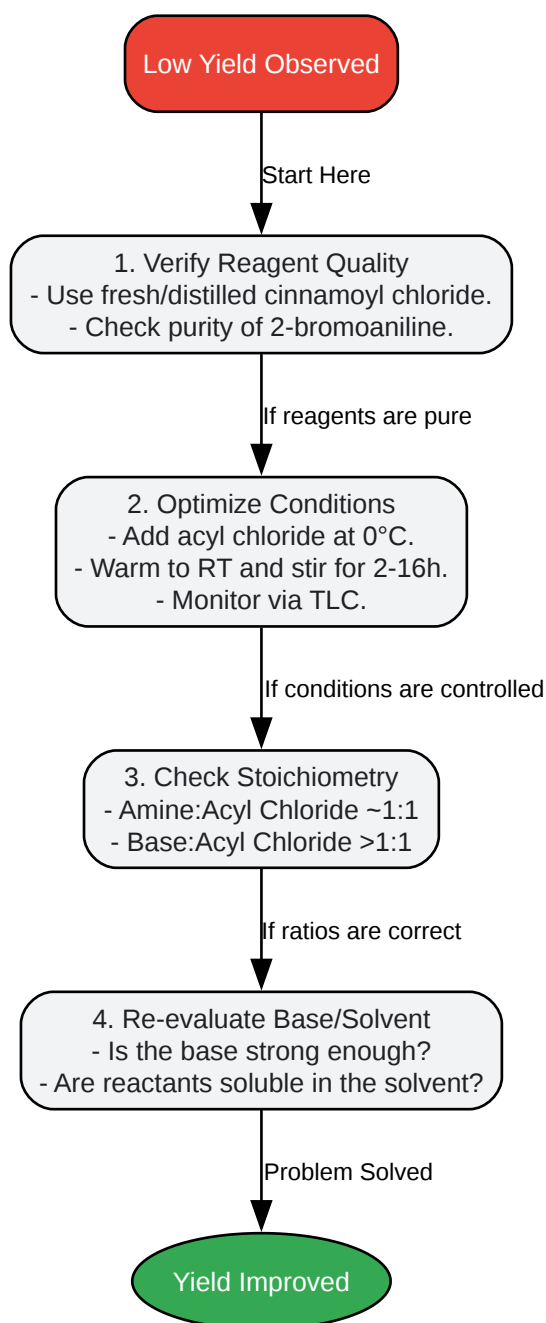 Low Yield Observed
Start Here
1. Verify Reagent Quality
- Use fresh/distilled cinnamoyl chloride.
- Check purity of 2-bromoaniline.
If reagents are pure
2. Optimize Conditions
- Add acyl chloride at 0°C.
- Warm to RT and stir for 2-16h.
- Monitor via TLC.
If conditions are controlled
3. Check Stoichiometry
- Amine:Acyl Chloride ~1:1
- Base:Acyl Chloride >1:1
If ratios are correct
4. Re-evaluate Base/Solvent
- Is the base strong enough?
- Are reactants soluble in the solvent?
Problem Solved
Yield Improved